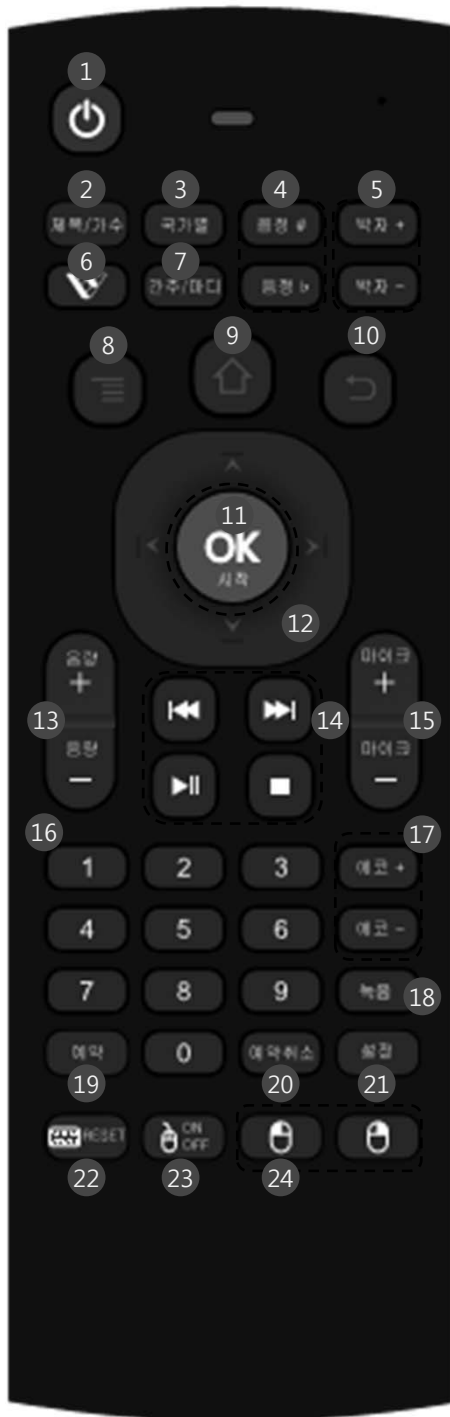 1
2 3 4 5
제목/가수 국가별 음정 # 박자 +
6 7
간주/마디 음정 ♭ 박자 -
8 9 10
11
OK
시작
12
음량 마이크
+ +
13 14 15
음량 마이크
- -
16 17
1 2 3 에코 +
4 5 6 에코 -
7 8 9 녹음 18
예약 0 예약취소 설정
19 20 21
RESET ON
OFF
22 23 24